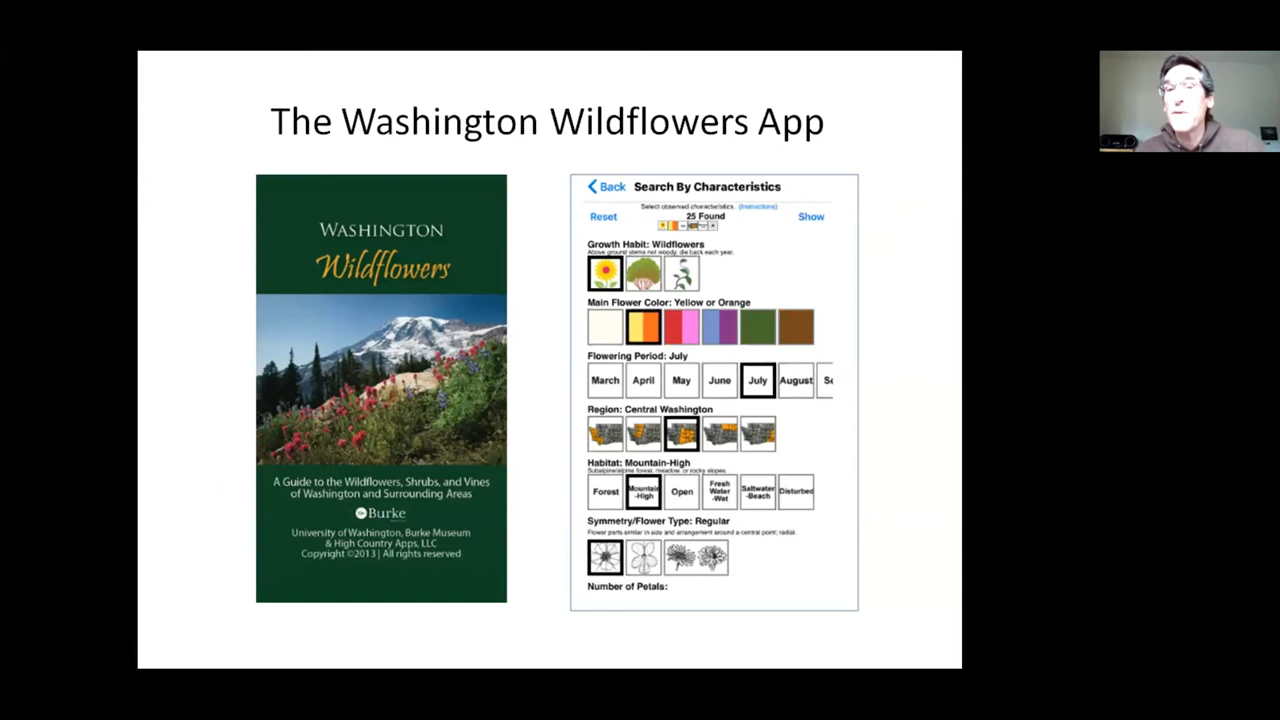 The Washington Wildflowers App
WASHINGTON
Wildflowers
A Guide to the Wildflowers, Shrubs, and Vines
of Washington and Surrounding Areas
Burke
University of Washington, Burke Museum
& High Country Apps, LLC
Copyright ©2013 | All rights reserved
Back Search By Characteristics
Select observed characteristics. (Instructions)
Reset 25 Found Show
Growth Habit: Wildflowers
Above ground stems not woody, die back each year.
Main Flower Color: Yellow or Orange
Flowering Period: July
March April May June July August Se
Region: Central Washington
Habitat: Mountain-High
Subalpine/alpine forest, meadow, or rocky slopes.
Forest Mountain-High Open Fresh Water-Wet Saltwater-Beach Disturbed
Symmetry/Flower Type: Regular
Flower parts similar in size and arrangement around a central point; radial.
Number of Petals: